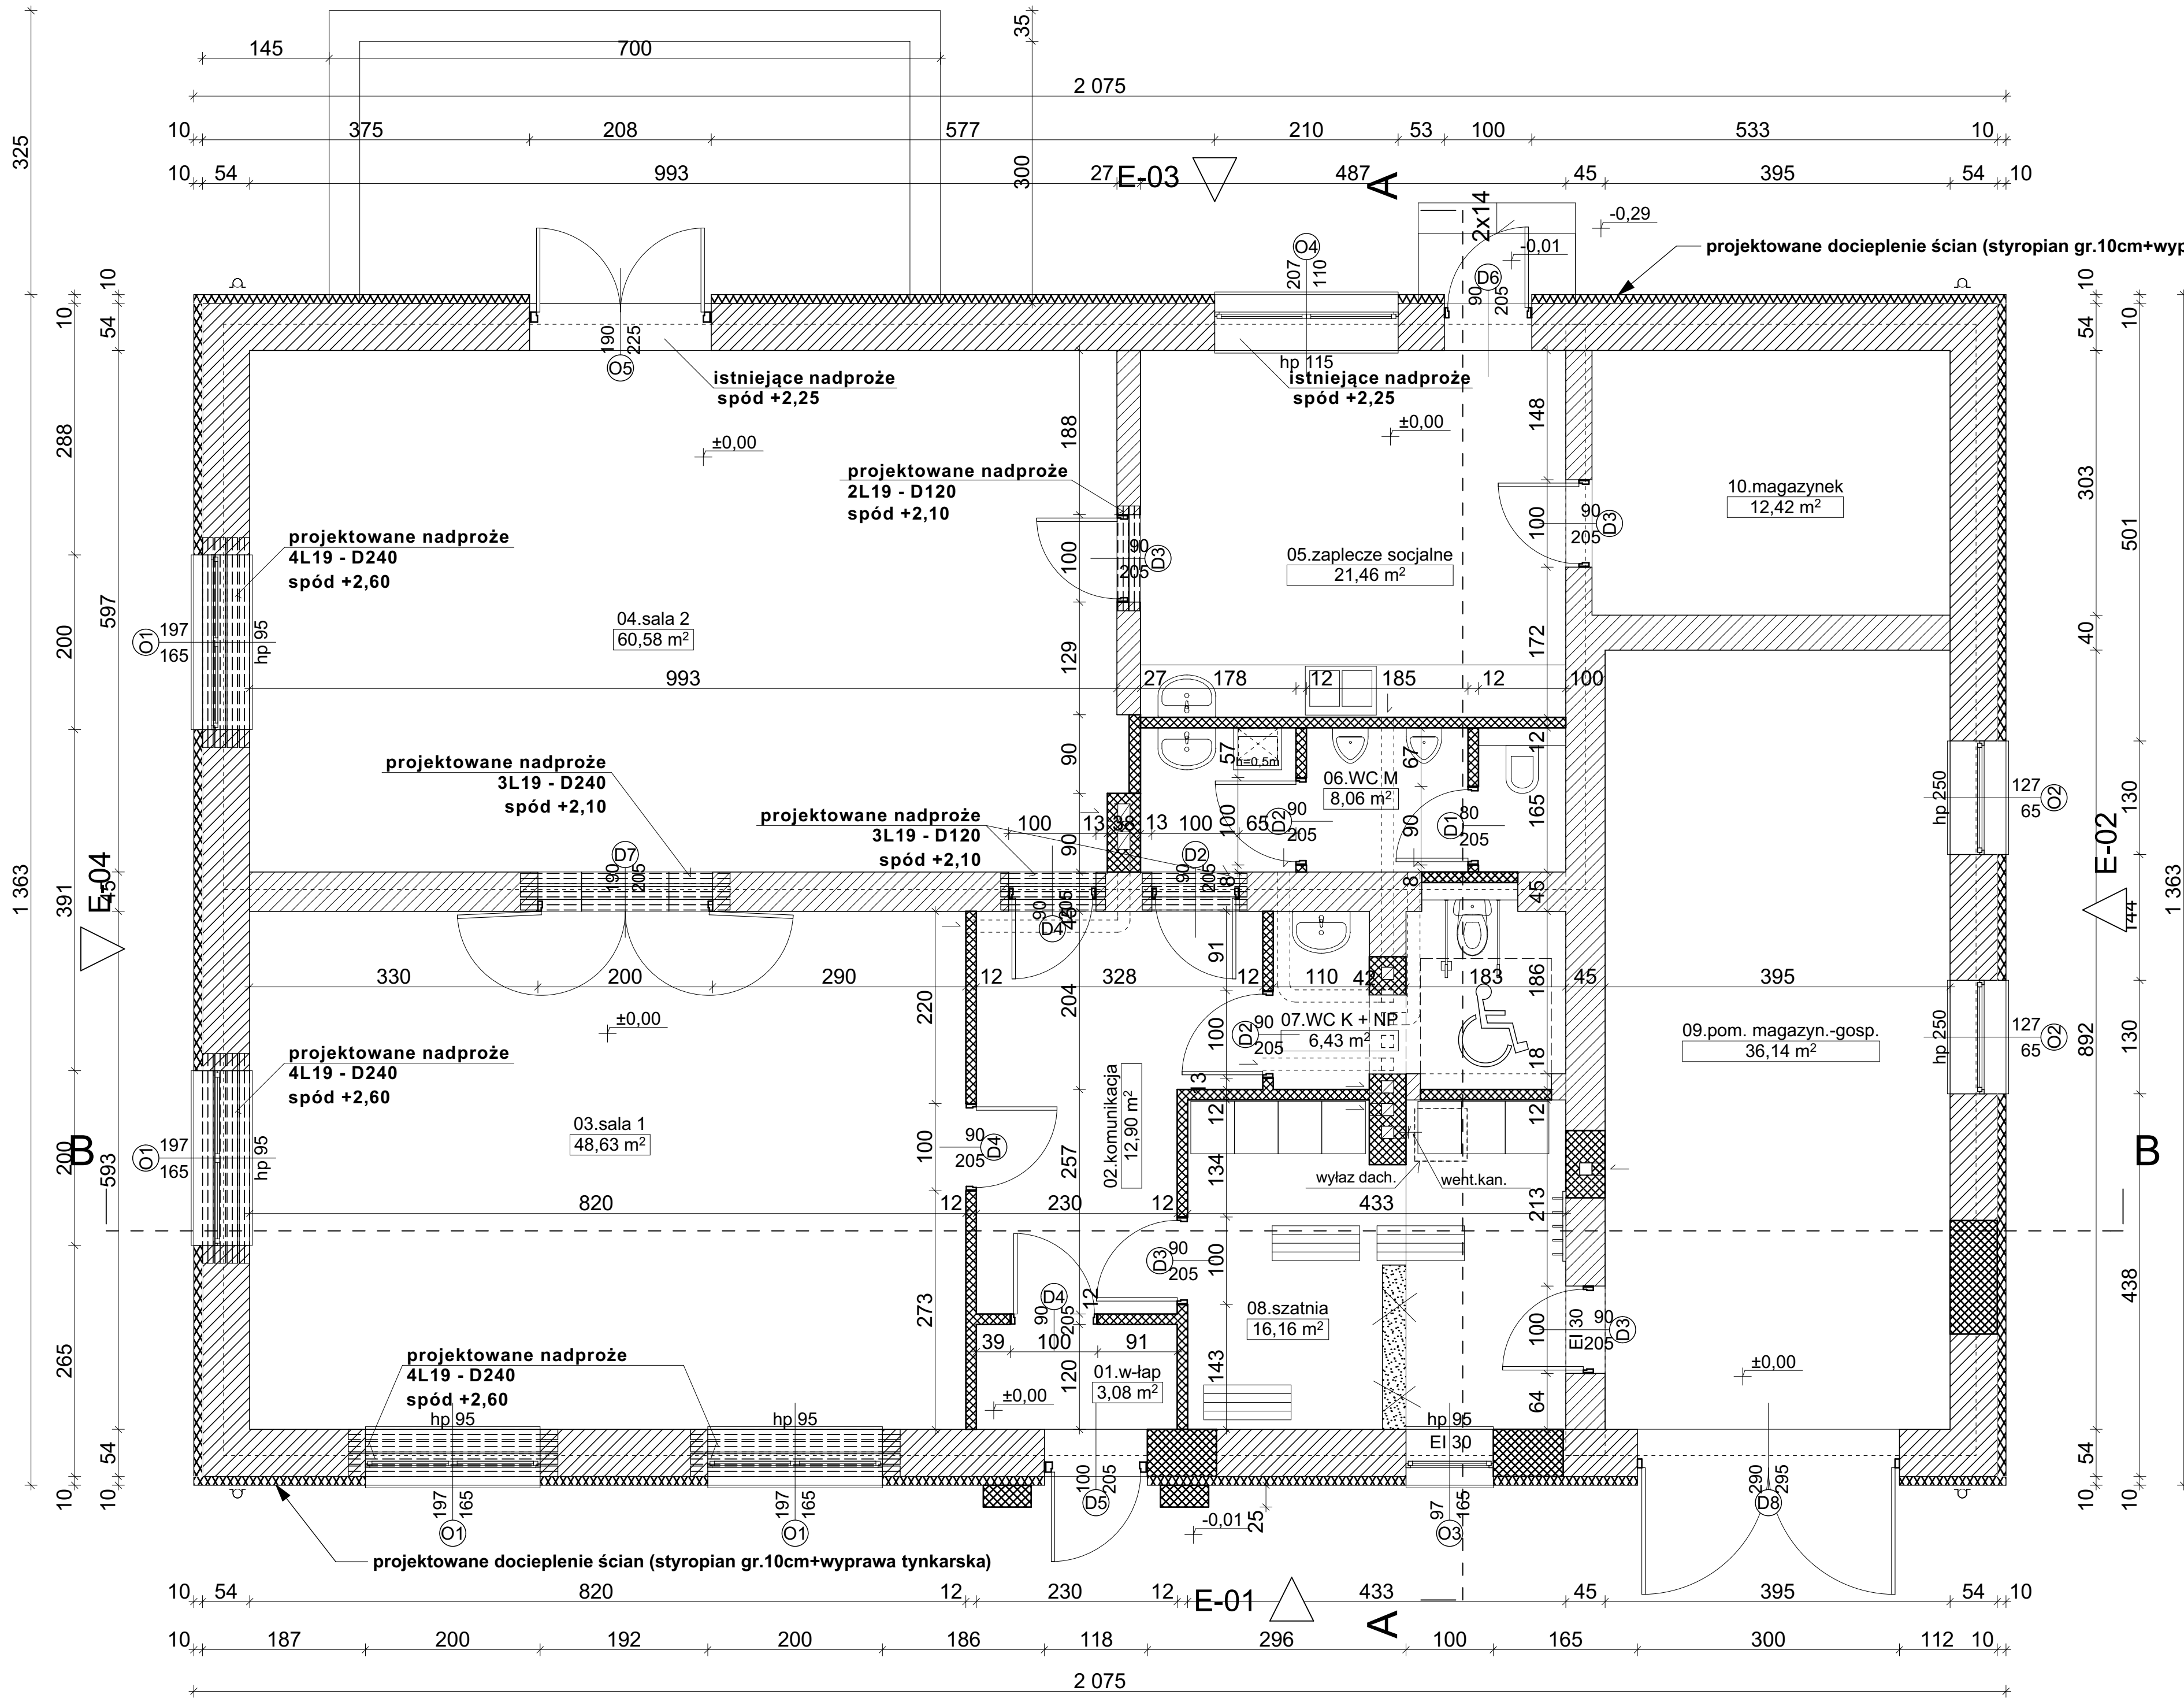 35
145
700
2 075
10
375
208
577
210
53
100
533
10
10
54
993
27
E-03
487
A
45
395
54
10
325
300
2x14
-0,29
-0,01
projektowane docieplenie ścian (styropian gr.10cm+wyp
O4
207
110
D6
90
205
hp 115
190
225
O5
istniejące nadproże
spód +2,25
istniejące nadproże
spód +2,25
±0,00
±0,00
10
54
10
288
597
200
188
148
projektowane nadproże
2L19 - D120
spód +2,10
projektowane nadproże
4L19 - D240
spód +2,60
10.magazynek
12,42 m²
100
90
205
D3
100
90
205
D3
05.zaplecze socjalne
21,46 m²
04.sala 2
60,58 m²
O1
197
165
hp 95
129
172
993
27
178
12
185
12
100
10
54
10
303
501
40
projektowane nadproże
3L19 - D240
spód +2,10
90
57
h=0,5m
67
12
06.WC M
8,06 m²
projektowane nadproże
3L19 - D120
spód +2,10
100
13
38
13
100
65
100
D2
90
205
90
D1
80
205
165
90
hp 250
127
65
O2
130
E-02
D7
190
205
D2
90
205
8
8
45
1 363
391
E-04
45
D4
90
205
45
144
1 363
91
330
200
290
12
328
12
110
42
183
45
395
186
204
220
±0,00
100
D2
90
205
07.WC K + NP
6,43 m²
18
09.pom. magazyn.-gosp.
36,14 m²
hp 250
127
65
O2
892
130
projektowane nadproże
4L19 - D240
spód +2,60
13
12
12
02.komunikacja
12,90 m²
03.sala 1
48,63 m²
B
200
593
O1
197
165
hp 95
100
90
205
D4
257
134
wyłaz dach.
went.kan.
213
B
820
12
230
12
433
D3
90
205
100
273
D4
90
205
12
39
100
91
08.szatnia
16,16 m²
100
EI 30
90
205
D3
438
±0,00
265
projektowane nadproże
4L19 - D240
spód +2,60
01.w-łap
3,08 m²
±0,00
120
143
64
hp 95
hp 95
hp 95
EI 30
54
10
10
197
165
O1
197
165
O1
100
205
D5
-0,01
25
97
165
O3
290
295
D8
54
10
10
projektowane docieplenie ścian (styropian gr.10cm+wyprawa tynkarska)
10
54
820
12
230
12
E-01
433
A
45
395
54
10
10
187
200
192
200
186
118
296
100
165
300
112
10
2 075